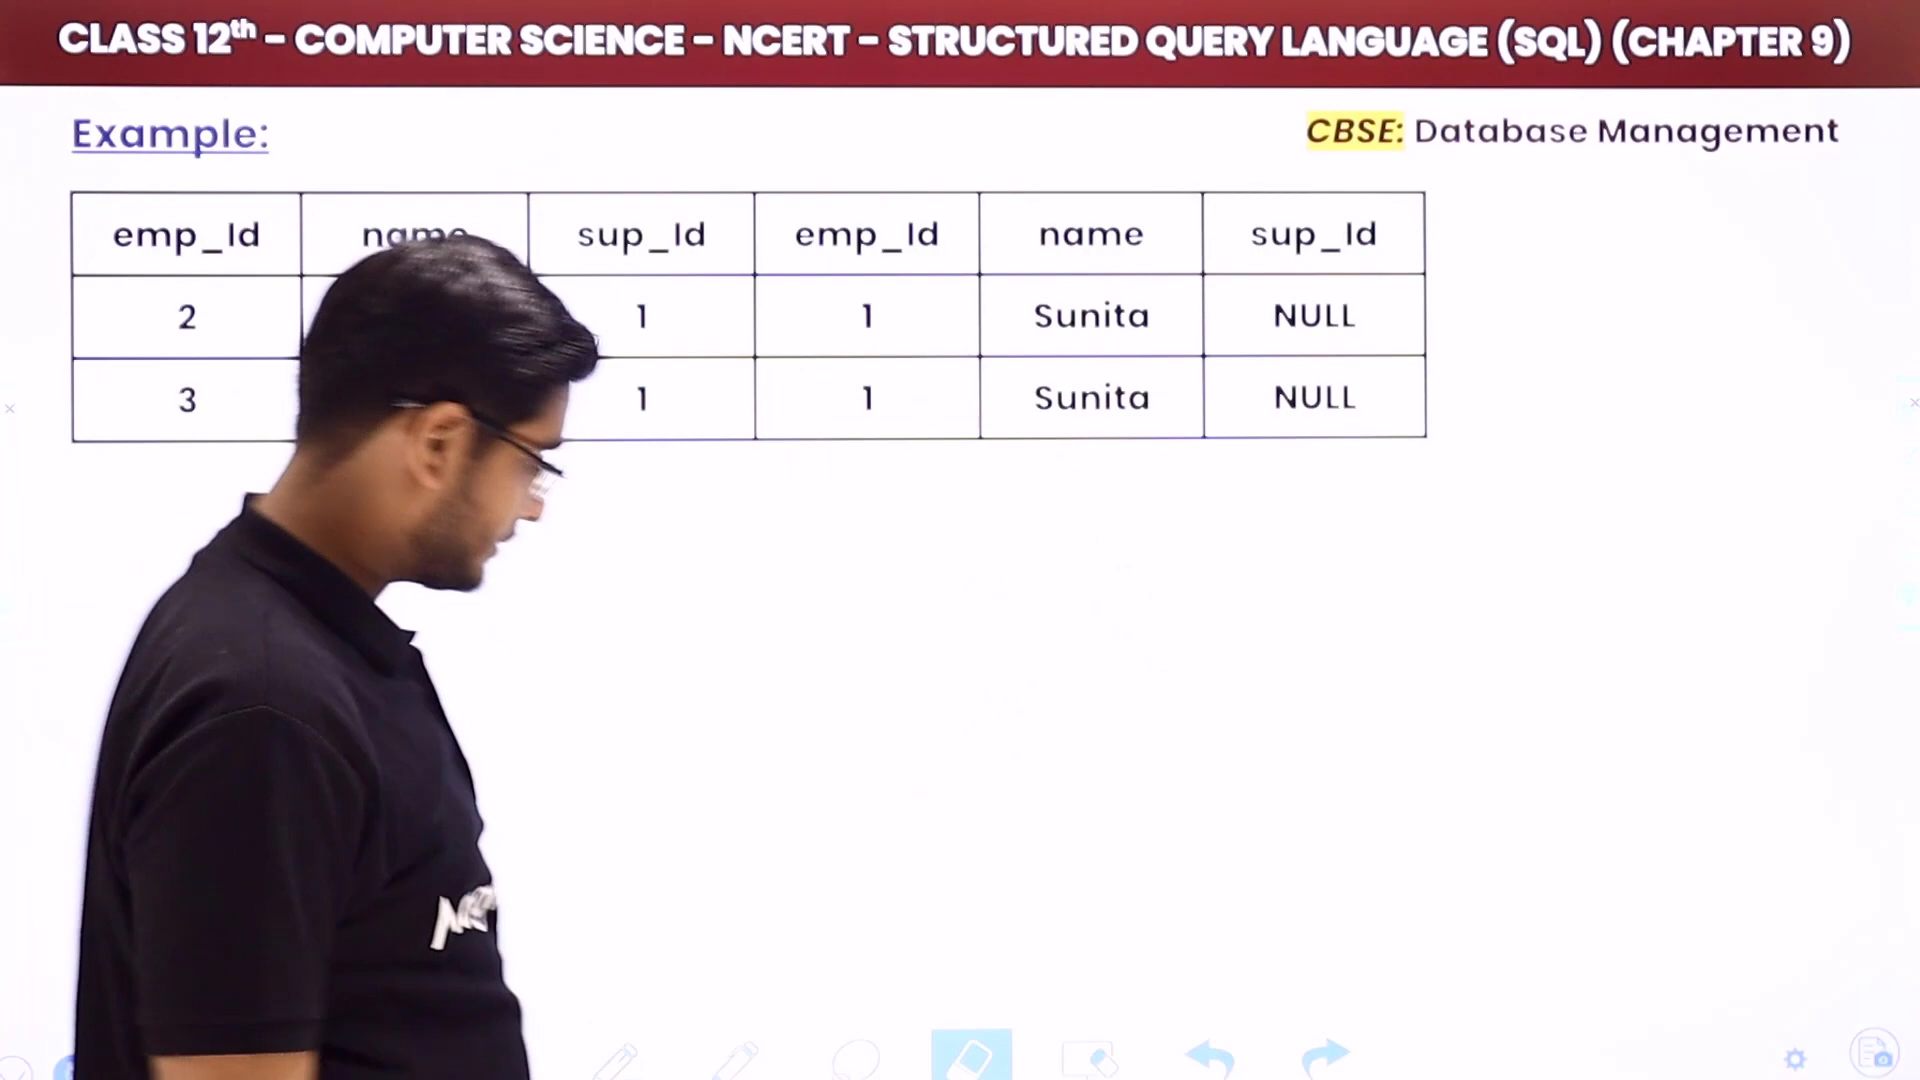 CLASS 12th - COMPUTER SCIENCE - NCERT - STRUCTURED QUERY LANGUAGE (SQL) (CHAPTER 9)
Example:
CBSE: Database Management
emp_Id name sup_Id emp_Id name sup_Id
2 1 1 Sunita NULL
3 1 1 Sunita NULL